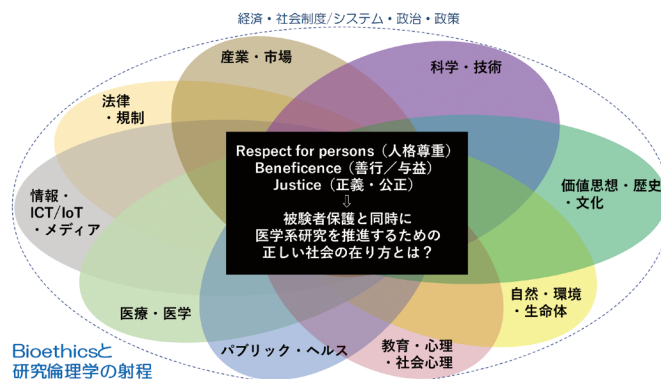 経済・社会制度/システム・政治・政策
産業・市場
科学・技術
法律
・規制
Respect for persons（人格尊重）
Beneficence（善行／与益）
Justice（正義・公正）
⇩
被験者保護と同時に
医学系研究を推進するための
正しい社会の在り方とは？
価値思想・歴史
・文化
情報・
ICT/IoT
・メディア
自然・環境
・生命体
医療・医学
パブリック・ヘルス
教育・心理
・社会心理
Bioethicsと
研究倫理学の射程